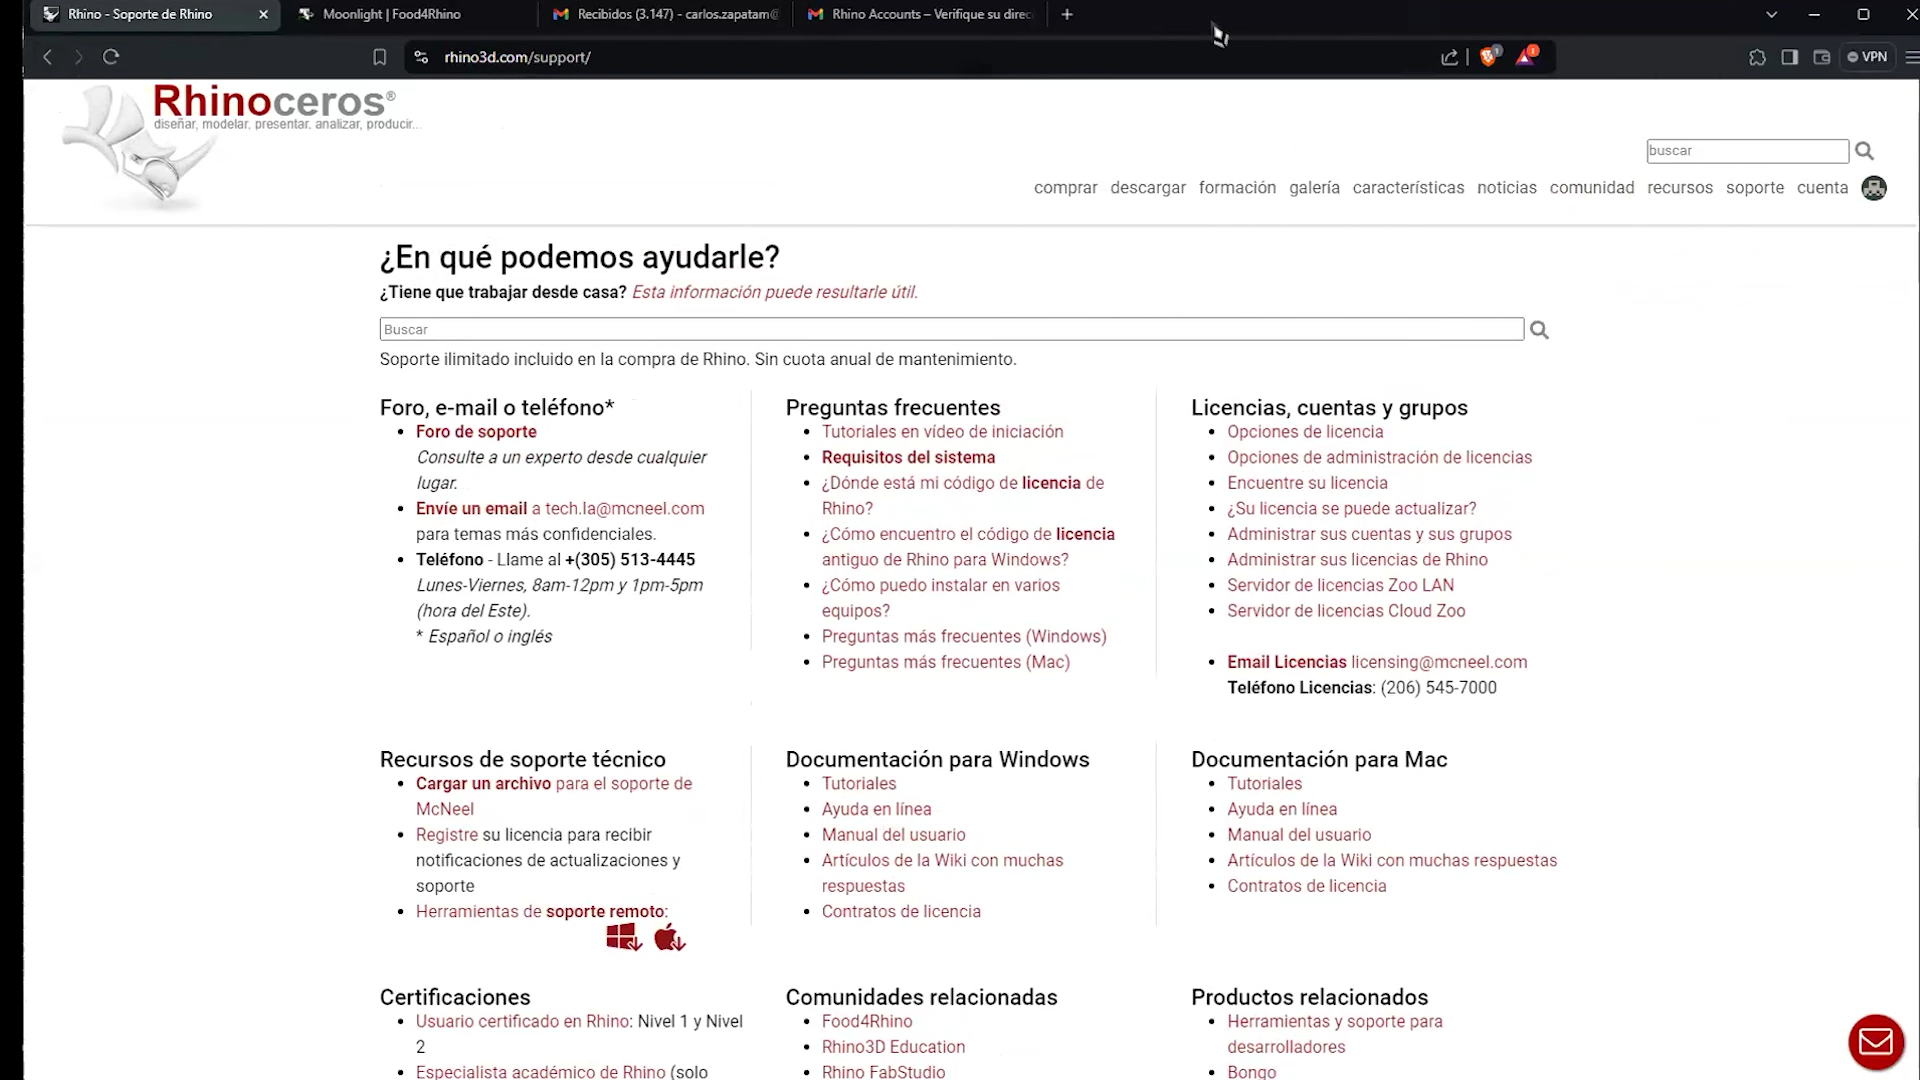 Rhino - Soporte de Rhino
Moonlight | Food4Rhino
Recibidos (3.147) - carlos.zapatam@
Rhino Accounts – Verifique su direc
rhino3d.com/support/
VPN
Rhinoceros®
diseñar, modelar, presentar, analizar, producir...
buscar
comprar descargar formación galería características noticias comunidad recursos soporte cuenta
¿En qué podemos ayudarle?
¿Tiene que trabajar desde casa? Esta información puede resultarle útil.
Buscar
Soporte ilimitado incluido en la compra de Rhino. Sin cuota anual de mantenimiento.
Foro, e-mail o teléfono*
Foro de soporte
Consulte a un experto desde cualquier
lugar.
Envíe un email a tech.la@mcneel.com
para temas más confidenciales.
Teléfono - Llame al +(305) 513-4445
Lunes-Viernes, 8am-12pm y 1pm-5pm
(hora del Este).
* Español o inglés
Preguntas frecuentes
Tutoriales en vídeo de iniciación
Requisitos del sistema
¿Dónde está mi código de licencia de
Rhino?
¿Cómo encuentro el código de licencia
antiguo de Rhino para Windows?
¿Cómo puedo instalar en varios
equipos?
Preguntas más frecuentes (Windows)
Preguntas más frecuentes (Mac)
Licencias, cuentas y grupos
Opciones de licencia
Opciones de administración de licencias
Encuentre su licencia
¿Su licencia se puede actualizar?
Administrar sus cuentas y sus grupos
Administrar sus licencias de Rhino
Servidor de licencias Zoo LAN
Servidor de licencias Cloud Zoo
Email Licencias licensing@mcneel.com
Teléfono Licencias: (206) 545-7000
Recursos de soporte técnico
Cargar un archivo para el soporte de
McNeel
Registre su licencia para recibir
notificaciones de actualizaciones y
soporte
Herramientas de soporte remoto:
Documentación para Windows
Tutoriales
Ayuda en línea
Manual del usuario
Artículos de la Wiki con muchas
respuestas
Contratos de licencia
Documentación para Mac
Tutoriales
Ayuda en línea
Manual del usuario
Artículos de la Wiki con muchas respuestas
Contratos de licencia
Certificaciones
Usuario certificado en Rhino: Nivel 1 y Nivel
2
Especialista académico de Rhino (solo
Comunidades relacionadas
Food4Rhino
Rhino3D Education
Rhino FabStudio
Productos relacionados
Herramientas y soporte para
desarrolladores
Bongo